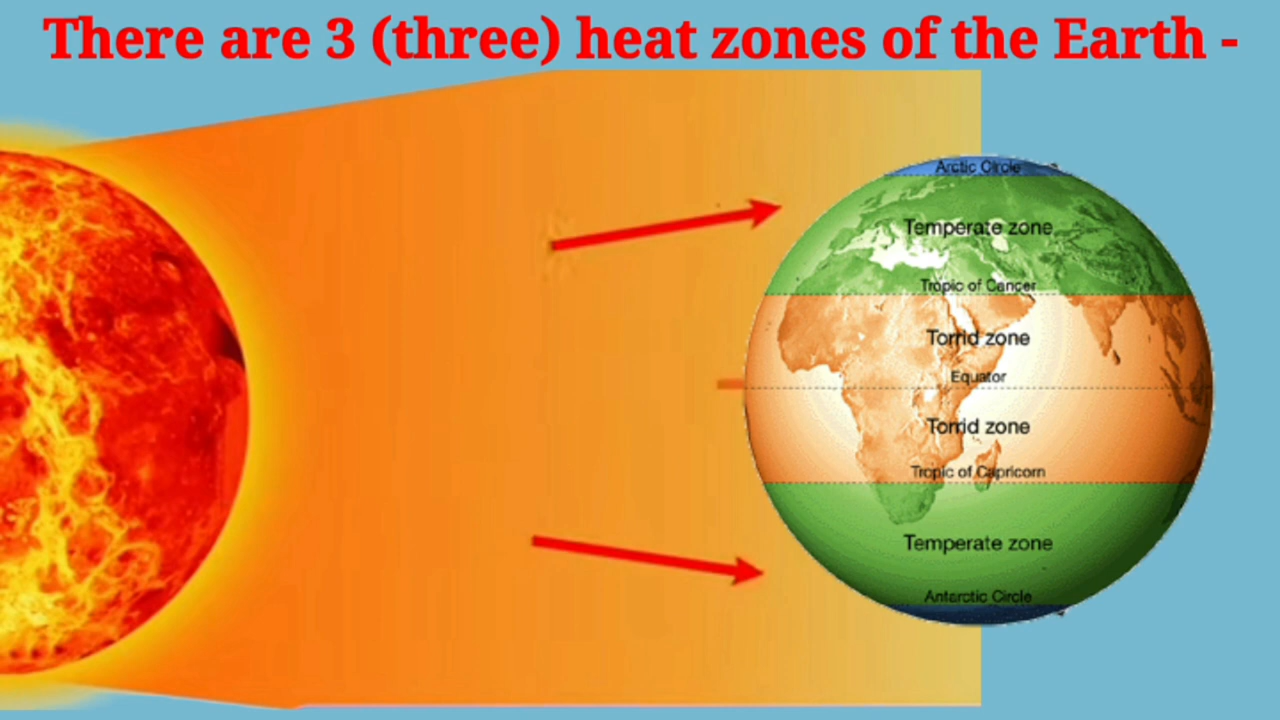 There are 3 (three) heat zones of the Earth -
Arctic Circle
Temperate zone
Tropic of Cancer
Torrid zone
Equator
Torrid zone
Tropic of Capricorn
Temperate zone
Antarctic Circle